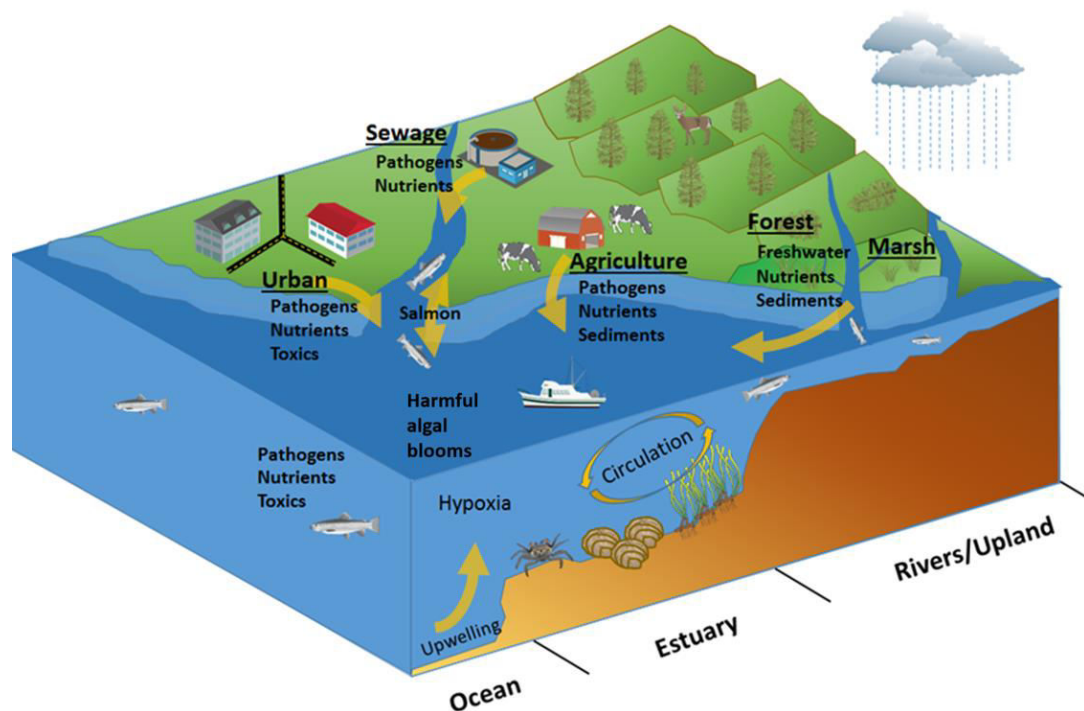 Sewage
Pathogens
Nutrients
Urban
Pathogens
Nutrients
Toxics
Salmon
Agriculture
Pathogens
Nutrients
Sediments
Forest
Freshwater
Nutrients
Sediments
Marsh
Harmful
algal
blooms
Pathogens
Nutrients
Toxics
Hypoxia
Circulation
Upwelling
Ocean
Estuary
Rivers/Upland